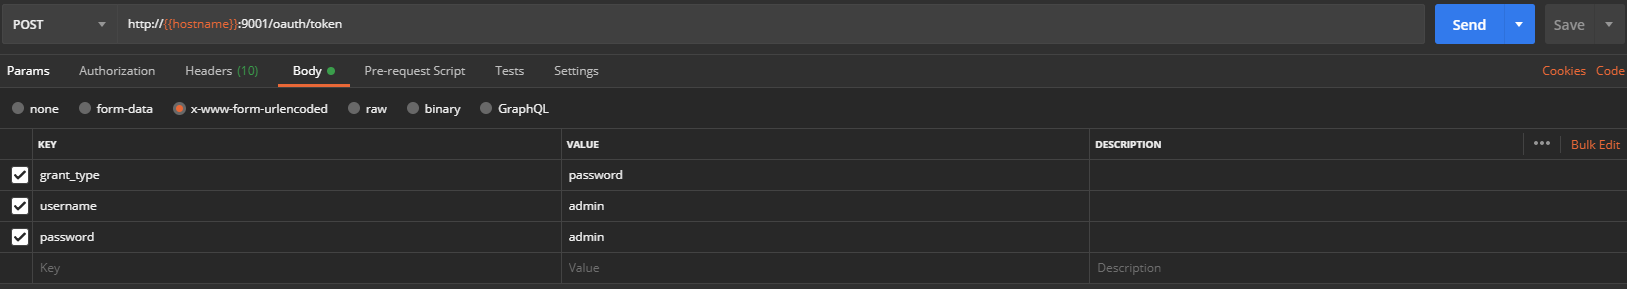 POST http://{{hostname}}:9001/oauth/token Send Save
Params Authorization Headers (10) Body Pre-request Script Tests Settings Cookies Code
none form-data x-www-form-urlencoded raw binary GraphQL
KEY VALUE DESCRIPTION ••• Bulk Edit
grant_type password
username admin
password admin
Key Value Description